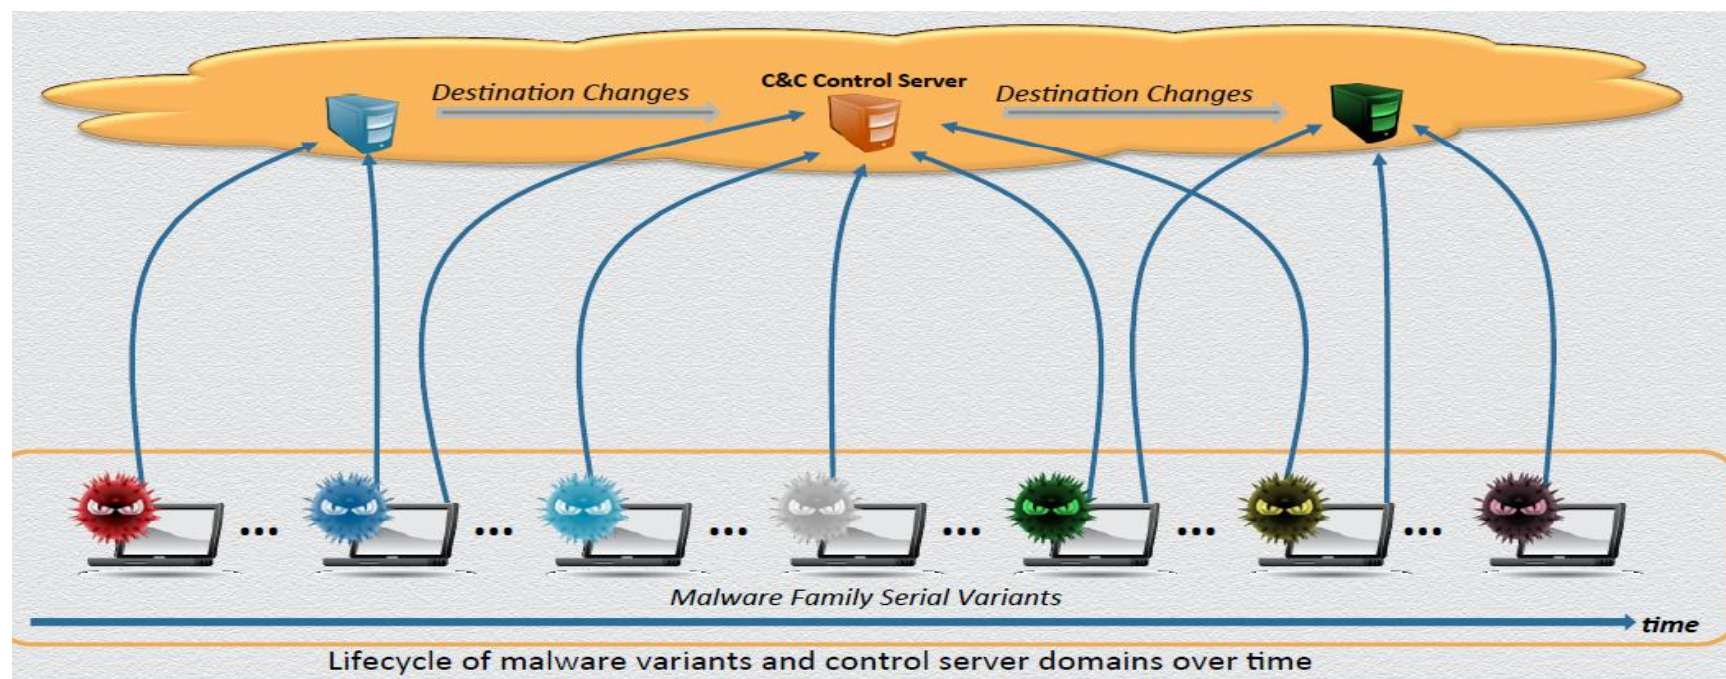 C&C Control Server
Destination Changes
Destination Changes
...
...
...
...
...
...
Malware Family Serial Variants
time
Lifecycle of malware variants and control server domains over time